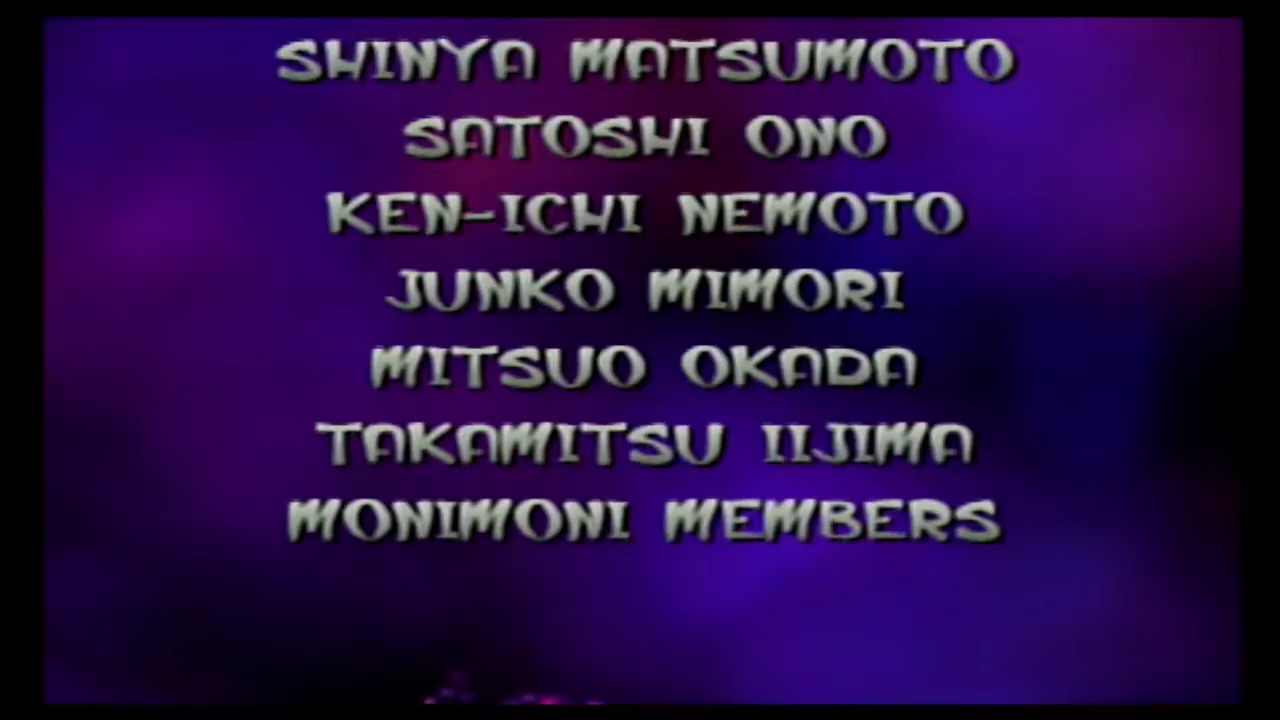 SHINYA MATSUMOTO
SATOSHI ONO
KEN-ICHI NEMOTO
JUNKO MIMORI
MITSUO OKADA
TAKAMITSU IIJIMA
MONIMONI MEMBERS